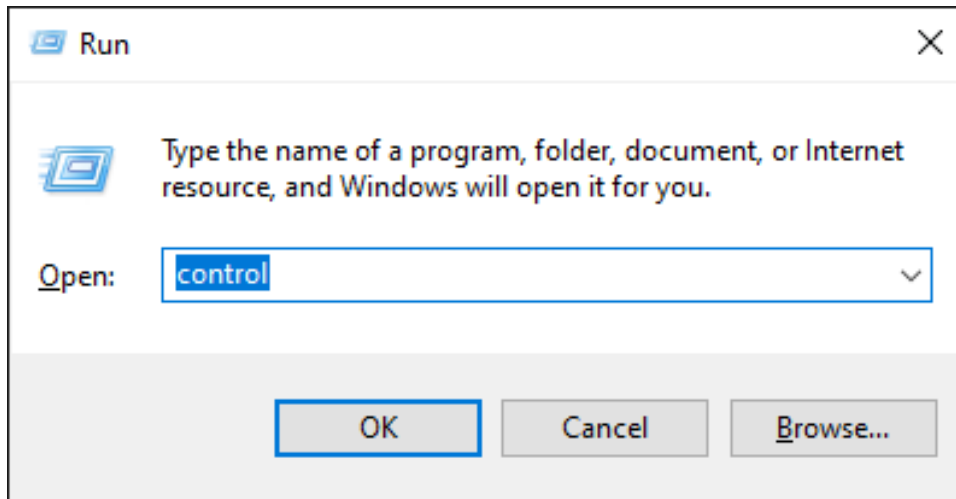 Run
Type the name of a program, folder, document, or Internet
resource, and Windows will open it for you.
Open: control
OK Cancel Browse...